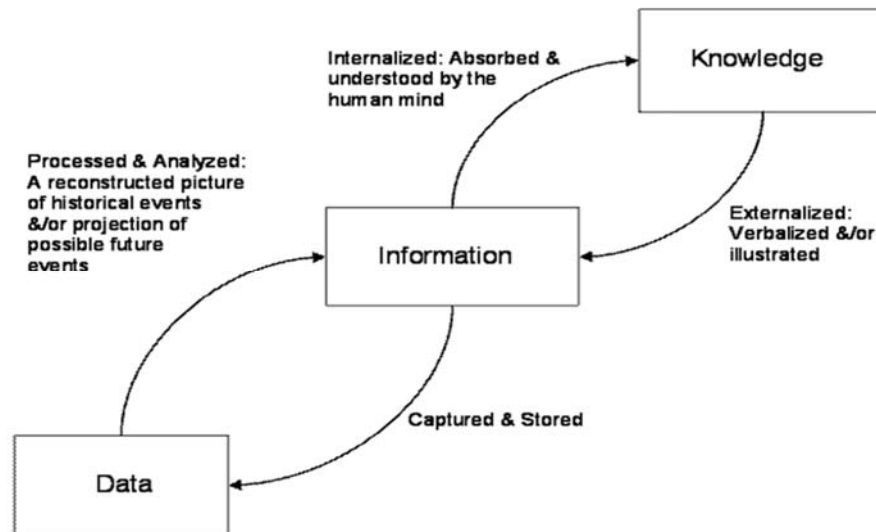 Knowledge
Internalized: Absorbed &
understood by the
human mind
Processed & Analyzed:
A reconstructed picture
of historical events
&/or projection of
possible future
events
Externalized:
Verbalized &/or
illustrated
Information
Captured & Stored
Data